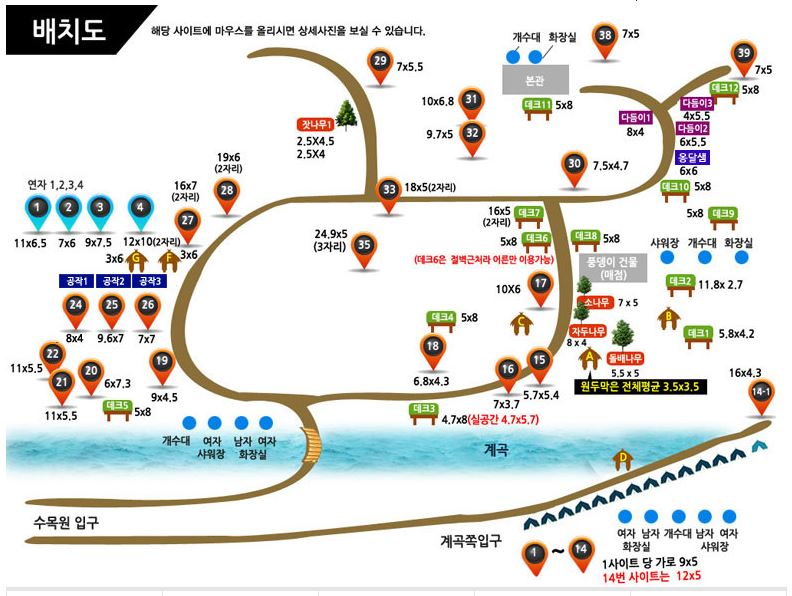 배치도
해당 사이트에 마우스를 올리시면 상세사진을 보실 수 있습니다.
개수대 화장실
38 7x5
39 7x5
29 7x5.5
본관
데크11 5x8
데크12 5x8
31 10x6.8
32 9.7x5
잣나무1
2.5X4.5
2.5X4
다듬이1
8x4
다듬이3
4x5.5
다듬이2
6x5.5
옹달샘
6x6
30 7.5x4.7
33 18x5(2자리)
데크10 5x8
19x6
(2자리)
28
16x7
(2자리)
27
3x6
연자 1,2,3,4
1 2 3 4
11x6.5 7x6 9x7.5 12x10(2자리)
3x6 G F
24.9x5
(3자리)
35
16x5
(2자리)
데크7
5x8 데크6
(데크6은 절벽근처라 어른만 이용가능)
데크8 5x8
5x8 데크9
풍뎅이 건물
(매점)
샤워장 개수대 화장실
데크2 11.8x 2.7
공작1 공작2 공작3
24 25 26
8x4 9.6x7 7x7
10X6 17
소나무 7 x 5
C
자두나무
8 x 4
B
데크1 5.8x4.2
데크4 5x8
18
6.8x4.3
A
돌배나무
5.5 x 5
원두막은 전체평균 3.5x3.5
22
11x5.5
21
11x5.5
20 6x7.3
데크5 5x8
19
9x4.5
16
7x3.7
15
5.7x5.4
16x4.3
14-1
데크3 4.7x8(실공간 4.7x5.7)
개수대 여자 남자 여자
샤워장 화장실
계곡
D
수목원 입구
계곡쪽입구
여자 남자 개수대 남자 여자
화장실 샤워장
1 ~ 14
1사이트 당 가로 9x5
14번 사이트는 12x5